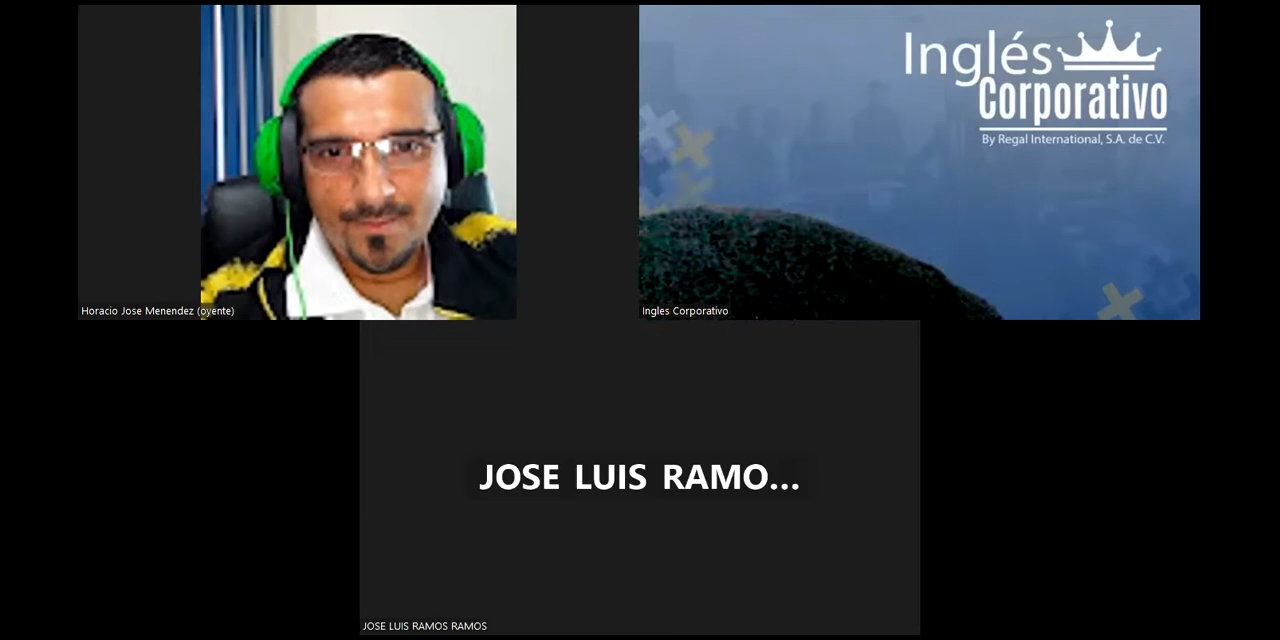 Inglés
Corporativo
By Regal International, S.A. de C.V.
Horacio Jose Menendez (oyente)
Ingles Corporativo
JOSE LUIS RAMO...
JOSE LUIS RAMOS RAMOS